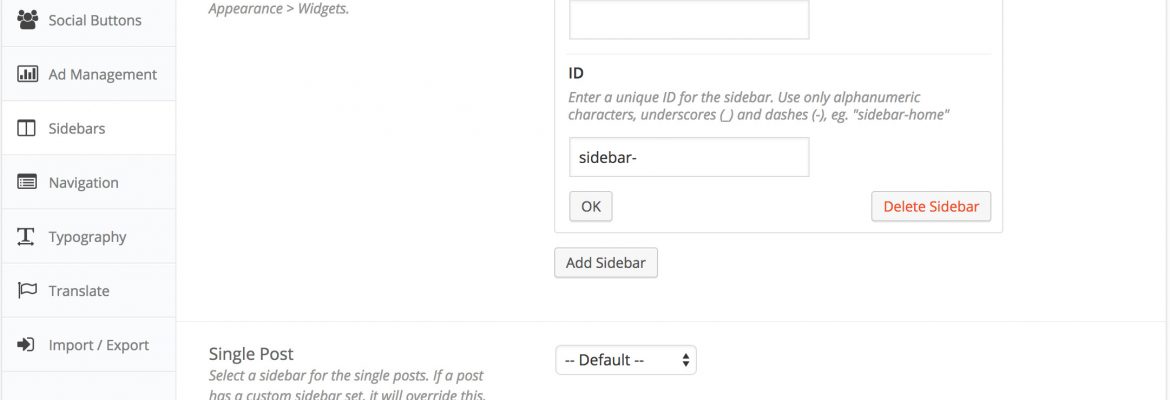 Social Buttons
Ad Management
Sidebars
Navigation
Typography
Translate
Import / Export
Appearance > Widgets.
ID
Enter a unique ID for the sidebar. Use only alphanumeric
characters, underscores (_) and dashes (-), eg. "sidebar-home"
sidebar-
OK
Delete Sidebar
Add Sidebar
Single Post
Select a sidebar for the single posts. If a post
has a custom sidebar set, it will override this.
-- Default --